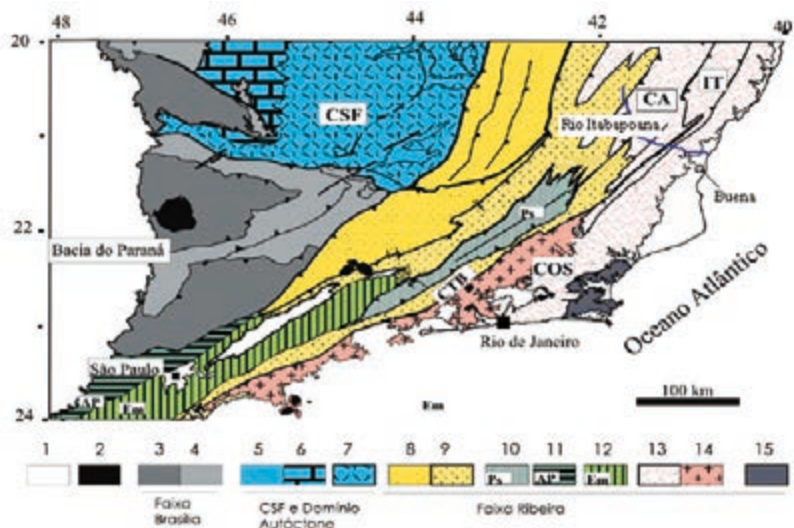 48 46 44 42 40
20
CSF
CA
IT
Rio Itabapoana
Ps
Buena
22
Bacia do Paraná
CTB
COS
Oceano Atlântico
Rio de Janeiro
São Paulo
AP
Em
Em
100 km
24
1 2 3 4 5 6 7 8 9 10 11 12 13 14 15
Ps AP Em
Faixa
Brasília
CSF e Domínio
Autóctone
Faixa Ribeira